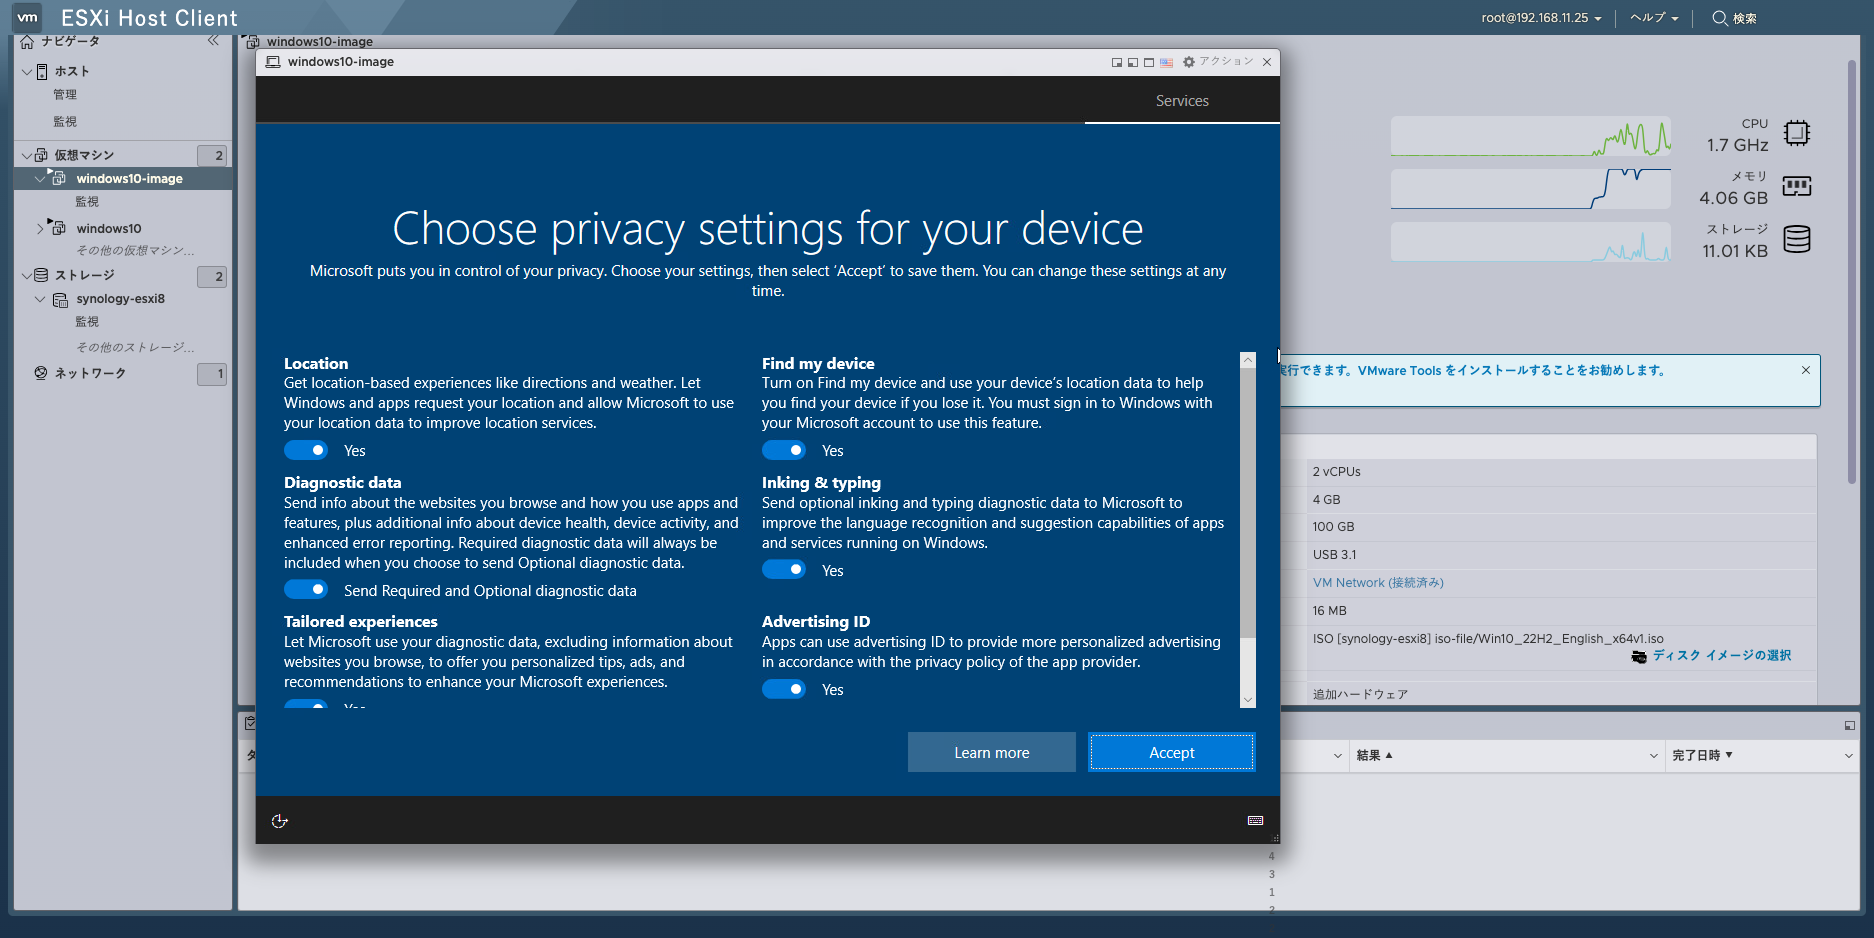 vm ESXi Host Client
root@192.168.11.25
ヘルプ
検索
ナビゲータ
ホスト
管理
監視
仮想マシン 2
windows10-image
監視
windows10
その他の仮想マシン...
ストレージ 2
synology-esxi8
監視
その他のストレージ...
ネットワーク 1
windows10-image
windows10-image
アクション
Services
Choose privacy settings for your device
Microsoft puts you in control of your privacy. Choose your settings, then select ‘Accept’ to save them. You can change these settings at any
time.
Location
Get location-based experiences like directions and weather. Let
Windows and apps request your location and allow Microsoft to use
your location data to improve location services.
Yes
Find my device
Turn on Find my device and use your device’s location data to help
you find your device if you lose it. You must sign in to Windows with
your Microsoft account to use this feature.
Yes
Diagnostic data
Send info about the websites you browse and how you use apps and
features, plus additional info about device health, device activity, and
enhanced error reporting. Required diagnostic data will always be
included when you choose to send Optional diagnostic data.
Send Required and Optional diagnostic data
Inking & typing
Send optional inking and typing diagnostic data to Microsoft to
improve the language recognition and suggestion capabilities of apps
and services running on Windows.
Yes
Tailored experiences
Let Microsoft use your diagnostic data, excluding information about
websites you browse, to offer you personalized tips, ads, and
recommendations to enhance your Microsoft experiences.
Yes
Advertising ID
Apps can use advertising ID to provide more personalized advertising
in accordance with the privacy policy of the app provider.
Yes
Learn more
Accept
CPU
1.7 GHz
メモリ
4.06 GB
ストレージ
11.01 KB
実行できます。VMware Tools をインストールすることをお勧めします。
2 vCPUs
4 GB
100 GB
USB 3.1
VM Network (接続済み)
16 MB
ISO [synology-esxi8] iso-file/Win10_22H2_English_x64v1.iso
ディスク イメージの選択
追加ハードウェア
タ
結果 ▲
完了日時 ▼
4
3
1
2